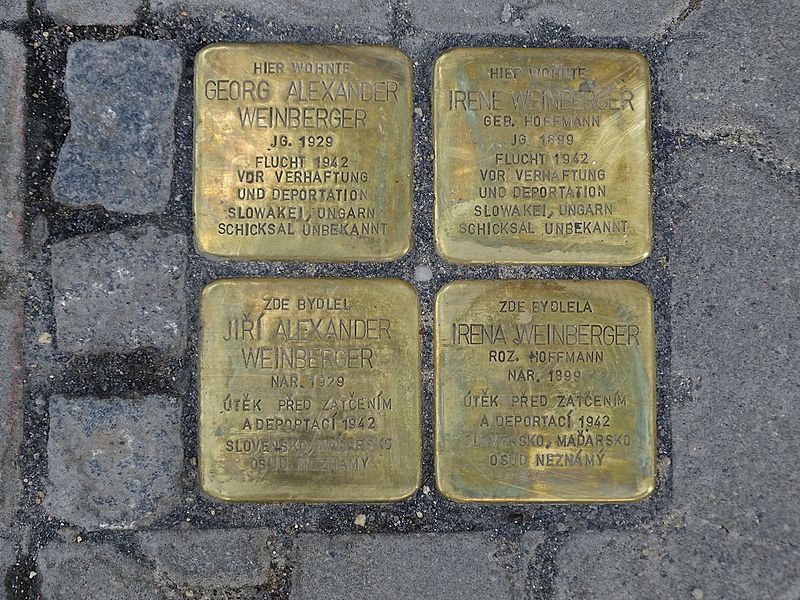 HIER WOHNTE
GEORG ALEXANDER
WEINBERGER
JG. 1929
FLUCHT 1942
VOR VERHAFTUNG
UND DEPORTATION
SLOWAKEI, UNGARN
SCHICKSAL UNBEKANNT
HIER WOHNTE
IRENE WEINBERGER
GEB. HOFFMANN
JG. 1899
FLUCHT 1942
VOR VERHAFTUNG
UND DEPORTATION
SLOWAKEI, UNGARN
SCHICKSAL UNBEKANNT
ZDE BYDLEL
JIŘÍ ALEXANDER
WEINBERGER
NAR. 1929
ÚTĚK PŘED ZATČENÍM
A DEPORTACÍ 1942
SLOVENSKO, MAĎARSKO
OSUD NEZNÁMY
ZDE BYDLELA
IRENA WEINBERGER
ROZ. HOFFMANN
NAR. 1899
ÚTĚK PŘED ZATČENÍM
A DEPORTACÍ 1942
SLOVENSKO, MAĎARSKO
OSUD NEZNÁMÝ